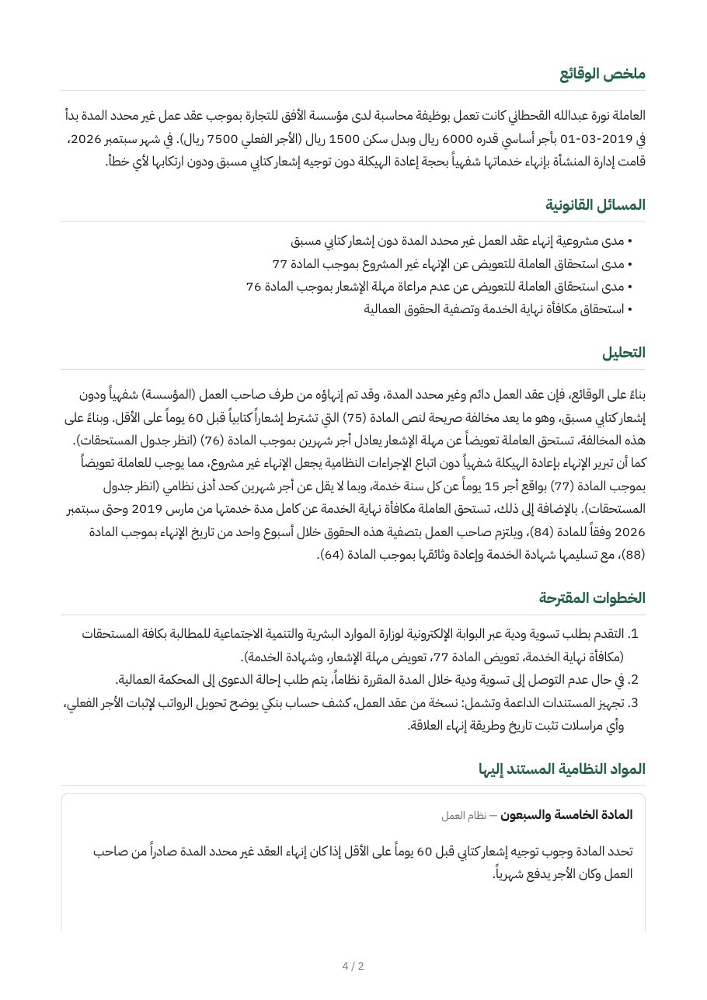 ملخص الوقائع
العاملة نورة عبدالله القحطاني كانت تعمل بوظيفة محاسبة لدى مؤسسة الأفق للتجارة بموجب عقد عمل غير محدد المدة بدأ
في 2019-03-01 بأجر أساسي قدره 6000 ريال وبدل سكن 1500 ريال (الأجر الفعلي 7500 ريال). في شهر سبتمبر 2026،
قامت إدارة المنشأة بإنهاء خدماتها شفهياً بحجة إعادة الهيكلة دون توجيه إشعار كتابي مسبق ودون ارتكابها لأي خطأ.
المسائل القانونية
• مدى مشروعية إنهاء عقد العمل غير محدد المدة دون إشعار كتابي مسبق
• مدى استحقاق العاملة للتعويض عن الإنهاء غير المشروع بموجب المادة 77
• مدى استحقاق العاملة للتعويض عن عدم مراعاة مهلة الإشعار بموجب المادة 76
• استحقاق مكافأة نهاية الخدمة وتصفية الحقوق العمالية
التحليل
بناءً على الوقائع، فإن عقد العمل دائم وغير محدد المدة، وقد تم إنهاؤه من طرف صاحب العمل (المؤسسة) شفهياً ودون
إشعار كتابي مسبق، وهو ما يعد مخالفة صريحة لنص المادة (75) التي تشترط إشعاراً كتابياً قبل 60 يوماً على الأقل. وبناءً على
هذه المخالفة، تستحق العاملة تعويضاً عن مهلة الإشعار يعادل أجر شهرين بموجب المادة (76) (انظر جدول المستحقات).
كما أن تبرير الإنهاء بإعادة الهيكلة شفهياً دون اتباع الإجراءات النظامية يجعل الإنهاء غير مشروع، مما يوجب للعاملة تعويضاً
بموجب المادة (77) بواقع أجر 15 يوماً عن كل سنة خدمة، وبما لا يقل عن أجر شهرين كحد أدنى نظامي (انظر جدول
المستحقات). بالإضافة إلى ذلك، تستحق العاملة مكافأة نهاية الخدمة عن كامل مدة خدمتها من مارس 2019 وحتى سبتمبر
2026 وفقاً للمادة (84)، ويلتزم صاحب العمل بتصفية هذه الحقوق خلال أسبوع واحد من تاريخ الإنهاء بموجب المادة
(88)، مع تسليمها شهادة الخدمة وإعادة وثائقها بموجب المادة (64).
الخطوات المقترحة
1. التقدم بطلب تسوية ودية عبر البوابة الإلكترونية لوزارة الموارد البشرية والتنمية الاجتماعية للمطالبة بكافة المستحقات
(مكافأة نهاية الخدمة، تعويض المادة 77، تعويض مهلة الإشعار، وشهادة الخدمة).
2. في حال عدم التوصل إلى تسوية ودية خلال المدة المقررة نظاماً، يتم طلب إحالة الدعوى إلى المحكمة العمالية.
3. تجهيز المستندات الداعمة وتشمل: نسخة من عقد العمل، كشف حساب بنكي يوضح تحويل الرواتب لإثبات الأجر الفعلي،
وأي مراسلات تثبت تاريخ وطريقة إنهاء العلاقة.
المواد النظامية المستند إليها
المادة الخامسة والسبعون — نظام العمل
تحدد المادة وجوب توجيه إشعار كتابي قبل 60 يوماً على الأقل إذا كان إنهاء العقد غير محدد المدة صادراً من صاحب
العمل وكان الأجر يدفع شهرياً.
4 / 2